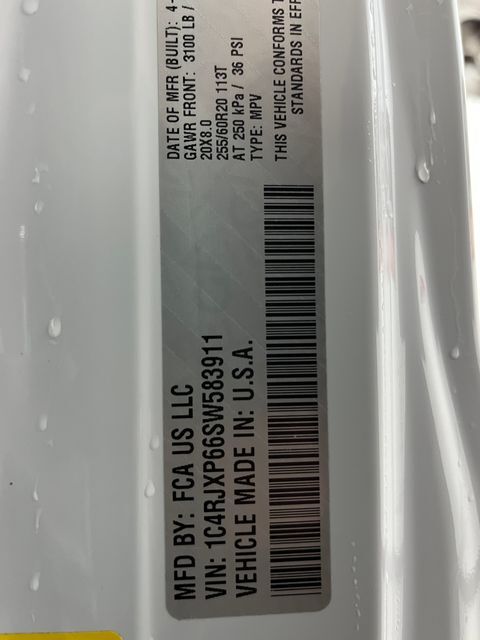 MFD BY: FCA US LLC
VIN: 1C4RJXP66SW583911
VEHICLE MADE IN: U.S.A.
DATE OF MFR (BUILT): 4-
GAWR FRONT: 3100 LB /
20X8.0
255/60R20 113T
AT 250 kPa / 36 PSI
TYPE: MPV
THIS VEHICLE CONFORMS T
STANDARDS IN EFF